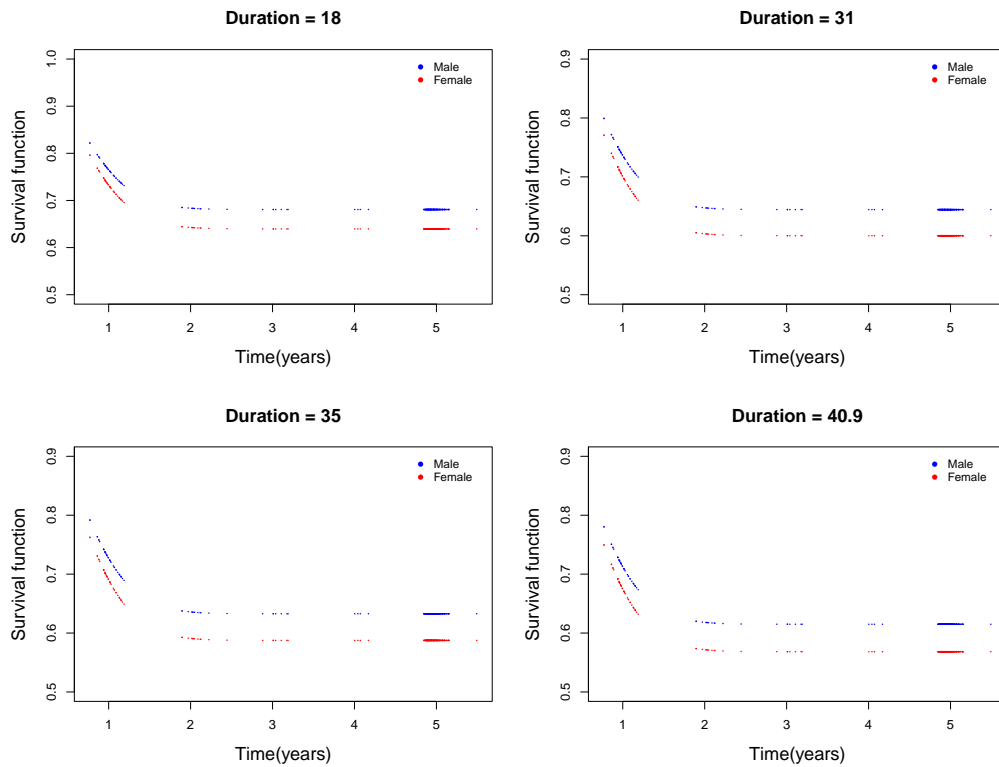 Duration = 18
1.0
0.9
0.8
0.7
0.6
0.5
Survival function
Male
Female
1 2 3 4 5
Time(years)
Duration = 31
0.9
0.8
0.7
0.6
0.5
Survival function
Male
Female
1 2 3 4 5
Time(years)
Duration = 35
0.9
0.8
0.7
0.6
0.5
Survival function
Male
Female
1 2 3 4 5
Time(years)
Duration = 40.9
0.9
0.8
0.7
0.6
0.5
Survival function
Male
Female
1 2 3 4 5
Time(years)